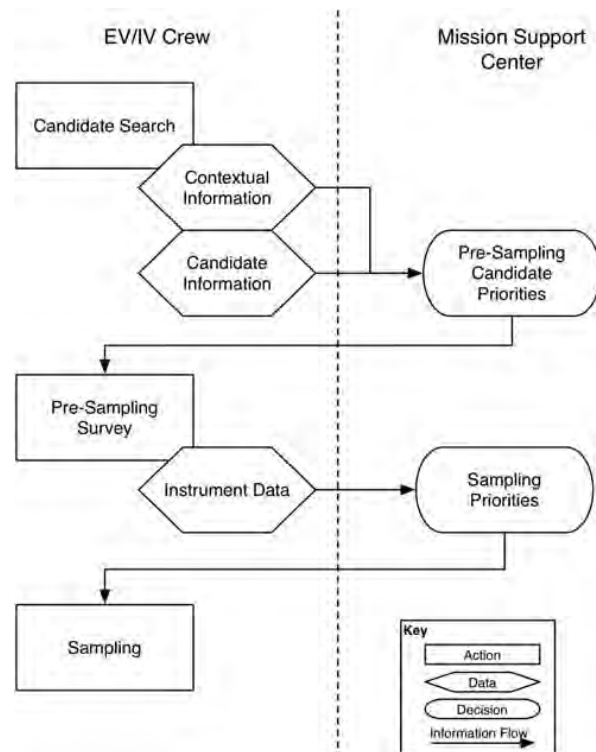 EV/IV Crew
Mission Support
Center
Candidate Search
Contextual
Information
Candidate
Information
Pre-Sampling
Candidate
Priorities
Pre-Sampling
Survey
Instrument Data
Sampling
Priorities
Sampling
Key
Action
Data
Decision
Information Flow